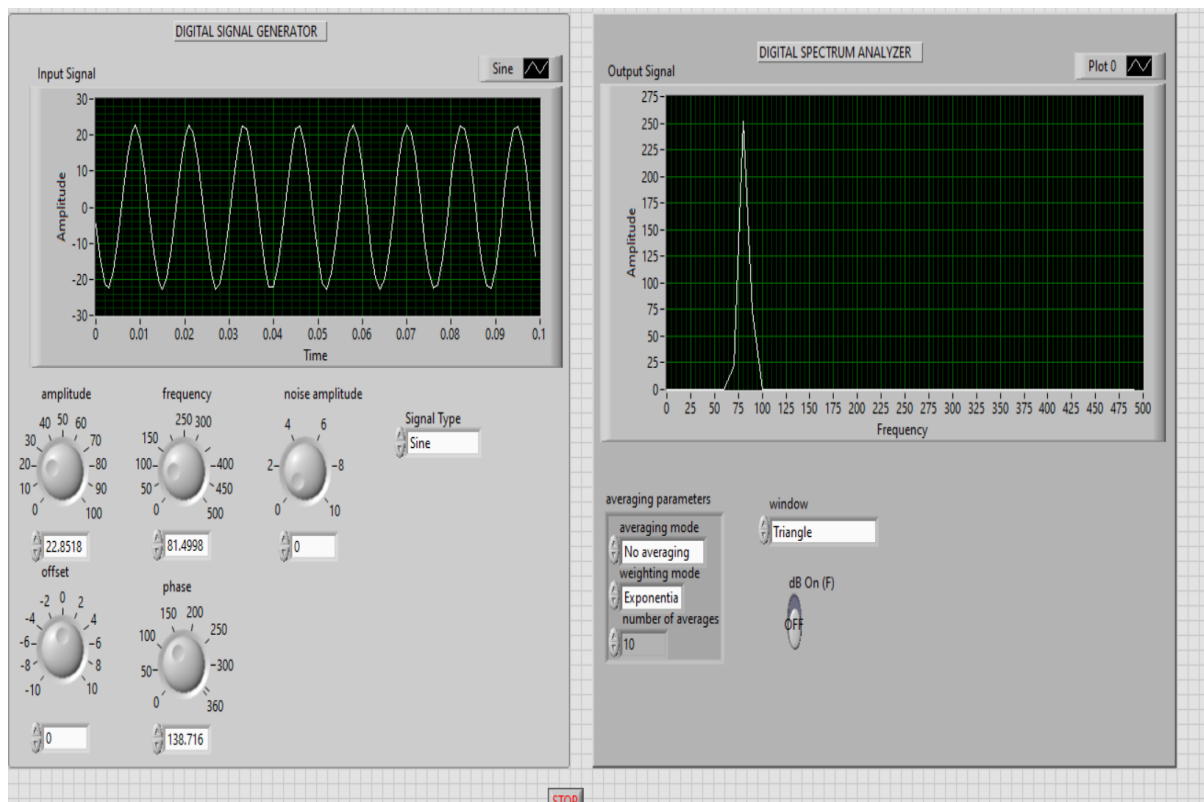 DIGITAL SIGNAL GENERATOR
Input Signal
Sine
Amplitude
30
20
10
0
-10
-20
-30
0 0.01 0.02 0.03 0.04 0.05 0.06 0.07 0.08 0.09 0.1
Time
amplitude
0 10 20 30 40 50 60 70 80 90 100
22.8518
frequency
0 50 100 150 250 300 400 450 500
81.4998
noise amplitude
0 2 4 6 8 10
0
Signal Type
Sine
offset
-10 -8 -6 -4 -2 0 2 4 6 8 10
0
phase
0 50 100 150 200 250 300 360
138.716
DIGITAL SPECTRUM ANALYZER
Output Signal
Plot 0
Amplitude
275
250
225
200
175
150
125
100
75
50
25
0
0 25 50 75 100 125 150 175 200 225 250 275 300 325 350 375 400 425 450 475 500
Frequency
averaging parameters
averaging mode
No averaging
weighting mode
Exponentia
number of averages
10
window
Triangle
dB On (F)
OFF
STOP